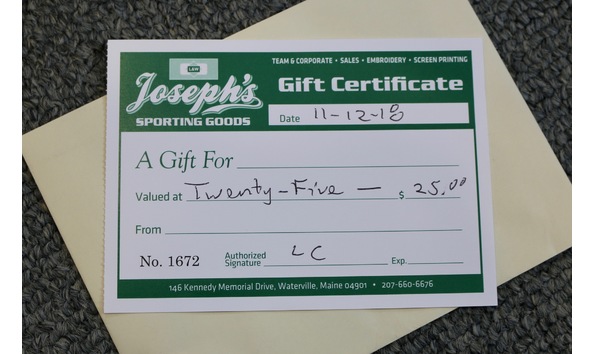 TEAM & CORPORATE • SALES • EMBROIDERY • SCREEN PRINTING
LAW
Joseph's
SPORTING GOODS
Gift Certificate
Date 11-12-18
A Gift For
Valued at Twenty-Five — $ 25.00
From
No. 1672 Authorized Signature LC Exp.
146 Kennedy Memorial Drive, Waterville, Maine 04901 • 207-660-6676